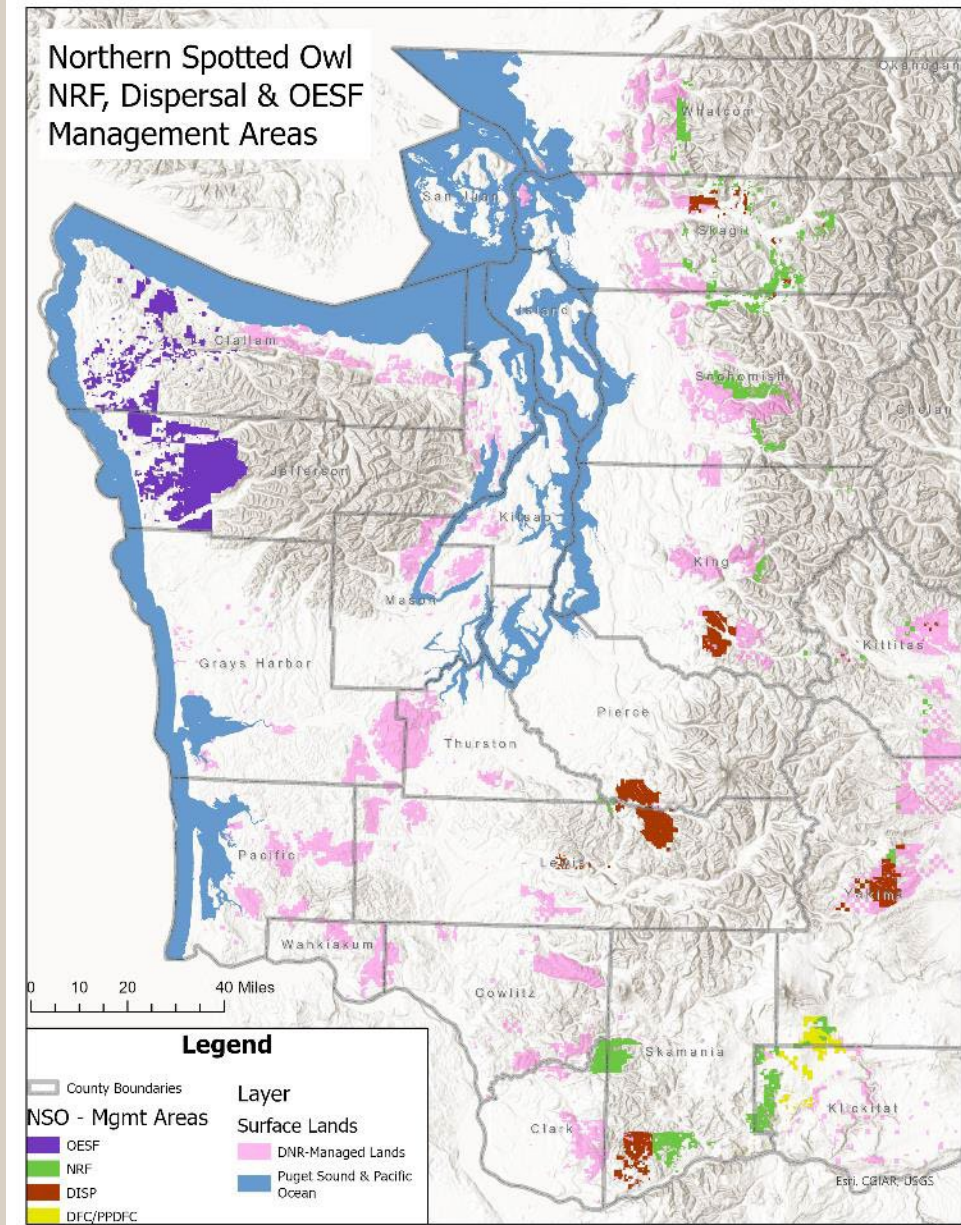 Northern Spotted Owl
NRF, Dispersal & OESF
Management Areas
Okanogan
Whatcom
San Juan
Skagit
Island
Clallam
Snohomish
Chelan
Jefferson
Kitsap
King
Mason
Kittitas
Grays Harbor
Pierce
Thurston
Pacific
Lewis
Yakima
Wahkiakum
0 10 20 40 Miles
Cowlitz
Skamania
Klickitat
Clark
Esri, CGIAR, USGS
Legend
County Boundaries
NSO - Mgmt Areas
OESF
NRF
DISP
DFC/PPDFC
Layer
Surface Lands
DNR-Managed Lands
Puget Sound & Pacific
Ocean